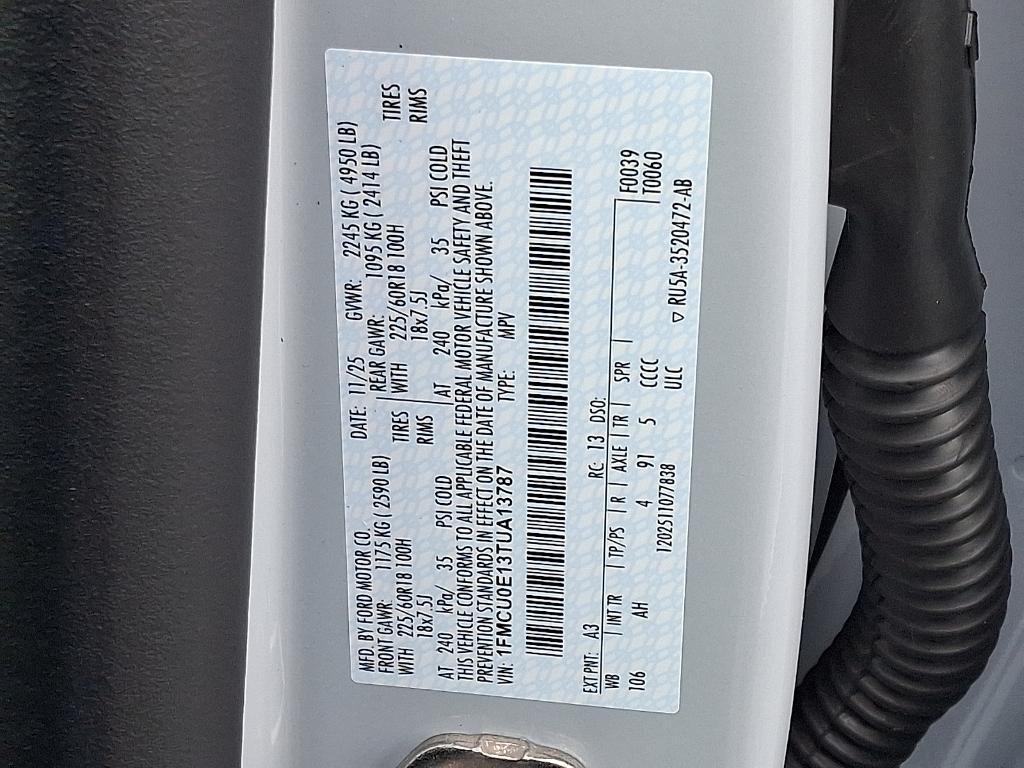 MFD. BY FORD MOTOR CO.
DATE: 11/25 GVWR: 2245 KG ( 4950 LB)
FRONT GAWR: 1175 KG ( 2590 LB) REAR GAWR: 1095 KG ( 2414 LB)
WITH 225/60R18 100H TIRES WITH 225/60R18 100H TIRES
18x7.5J RIMS 18x7.5J RIMS
AT 240 kPa/ 35 PSI COLD AT 240 kPa/ 35 PSI COLD
THIS VEHICLE CONFORMS TO ALL APPLICABLE FEDERAL MOTOR VEHICLE SAFETY AND THEFT
PREVENTION STANDARDS IN EFFECT ON THE DATE OF MANUFACTURE SHOWN ABOVE.
VIN: 1FMCU0E13TUA13787 TYPE: MPV
EXT PNT: A3 RC: 13 DSO:
WB INT TR TP/PS R AXLE TR SPR F0039
106 AH 4 91 5 CCCC T0060
ULC
1202511077838
▽ RU5A-3520472-AB